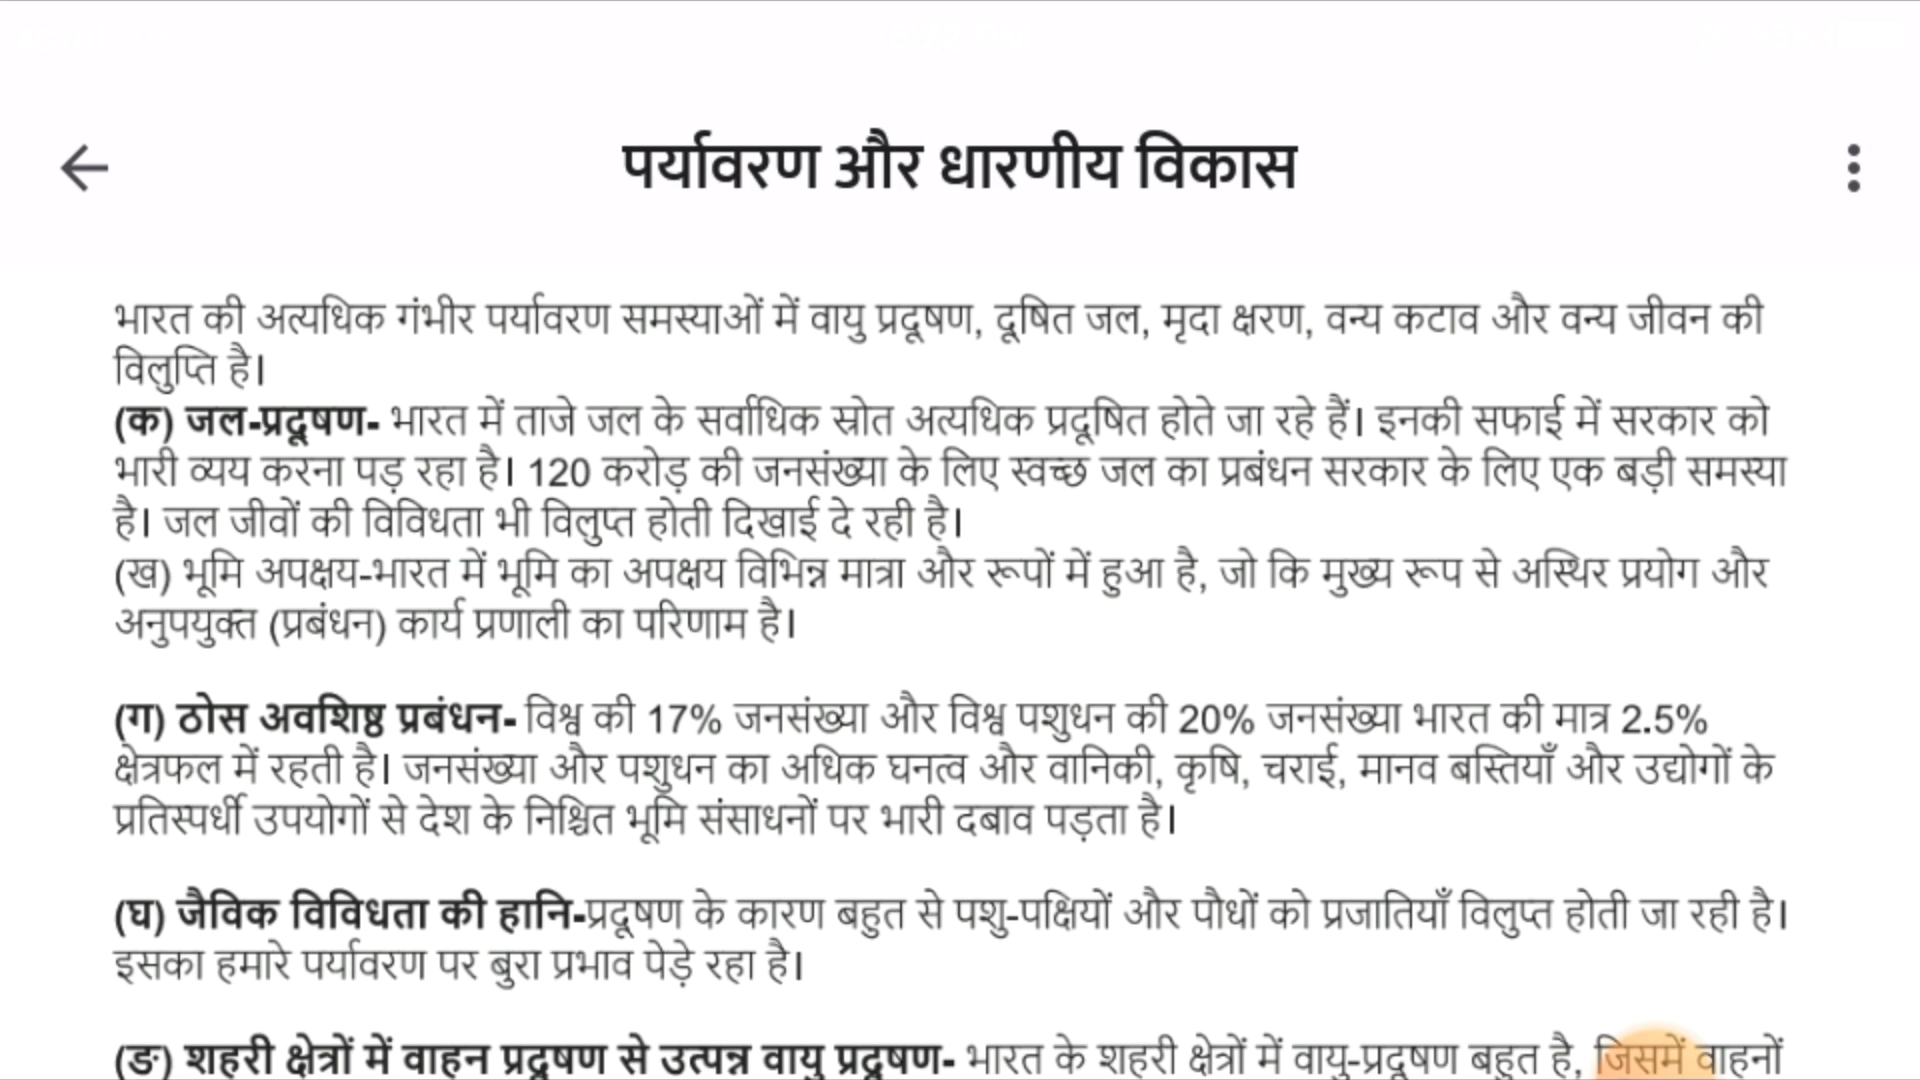 पर्यावरण और धारणीय विकास
भारत की अत्यधिक गंभीर पर्यावरण समस्याओं में वायु प्रदूषण, दूषित जल, मृदा क्षरण, वन्य कटाव और वन्य जीवन की
विलुप्ति है।
(क) जल-प्रदूषण- भारत में ताजे जल के सर्वाधिक स्रोत अत्यधिक प्रदूषित होते जा रहे हैं। इनकी सफाई में सरकार को
भारी व्यय करना पड़ रहा है। 120 करोड़ की जनसंख्या के लिए स्वच्छ जल का प्रबंधन सरकार के लिए एक बड़ी समस्या
है। जल जीवों की विविधता भी विलुप्त होती दिखाई दे रही है।
(ख) भूमि अपक्षय-भारत में भूमि का अपक्षय विभिन्न मात्रा और रूपों में हुआ है, जो कि मुख्य रूप से अस्थिर प्रयोग और
अनुपयुक्त (प्रबंधन) कार्य प्रणाली का परिणाम है।
(ग) ठोस अवशिष्ठ प्रबंधन- विश्व की 17% जनसंख्या और विश्व पशुधन की 20% जनसंख्या भारत की मात्र 2.5%
क्षेत्रफल में रहती है। जनसंख्या और पशुधन का अधिक घनत्व और वानिकी, कृषि, चराई, मानव बस्तियाँ और उद्योगों के
प्रतिस्पर्धी उपयोगों से देश के निश्चित भूमि संसाधनों पर भारी दबाव पड़ता है।
(घ) जैविक विविधता की हानि-प्रदूषण के कारण बहुत से पशु-पक्षियों और पौधों को प्रजातियाँ विलुप्त होती जा रही है।
इसका हमारे पर्यावरण पर बुरा प्रभाव पेड़े रहा है।
(ङ) शहरी क्षेत्रों में वाहन प्रदूषण से उत्पन्न वायु प्रदूषण- भारत के शहरी क्षेत्रों में वायु-प्रदूषण बहुत है, जिसमें वाहनों